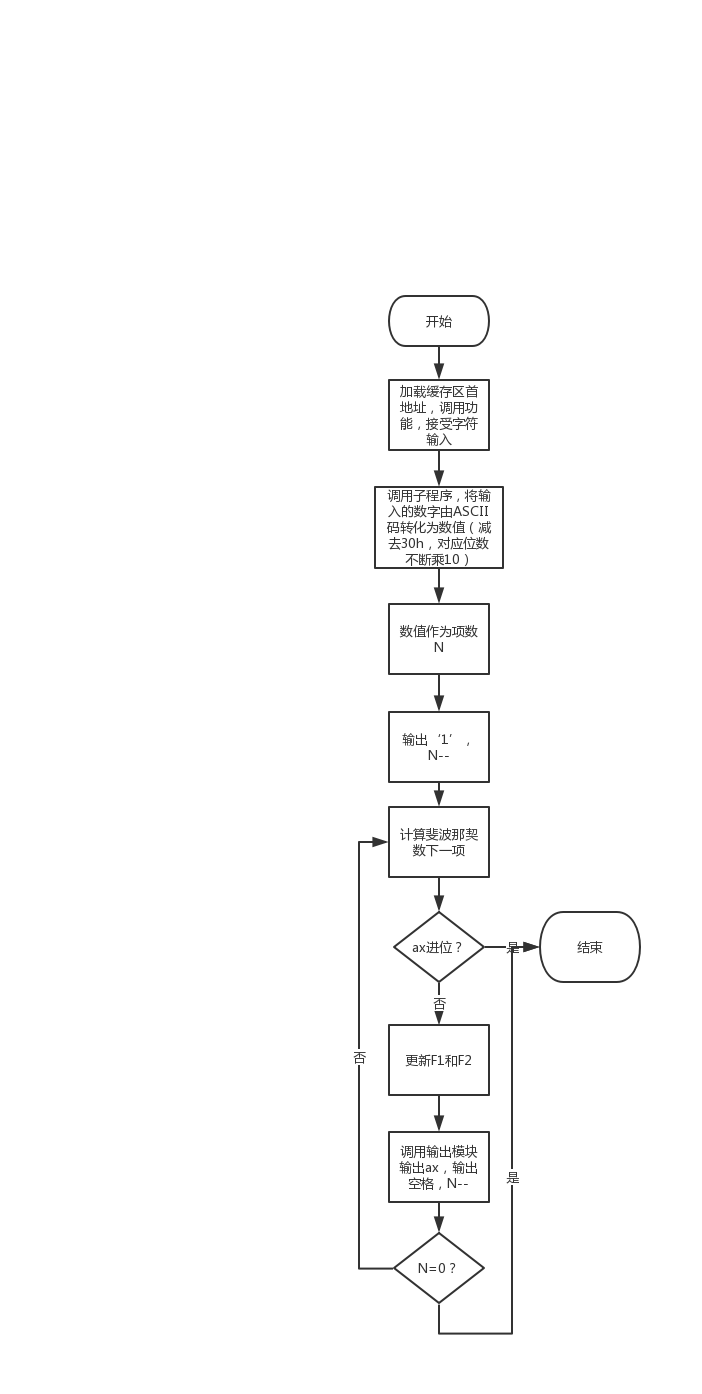 开始
加载缓存区首
地址，调用功
能，接受字符
输入
调用子程序，将输
入的数字由ASCII
码转化为数值（减
去30h，对应位数
不断乘10）
数值作为项数
N
输出‘1’，
N--
计算斐波那契
数下一项
ax进位？
是
结束
否
更新F1和F2
否
调用输出模块
输出ax，输出
空格，N--
是
N=0？